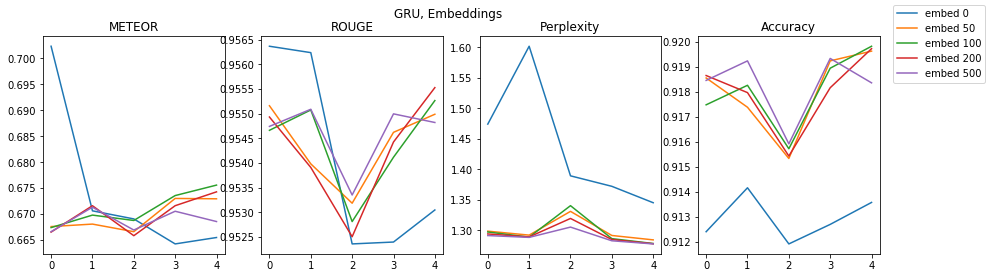 GRU, Embeddings
METEOR
0.700
0.695
0.690
0.685
0.680
0.675
0.670
0.665
0 1 2 3 4
ROUGE
0.9565
0.9560
0.9555
0.9550
0.9545
0.9540
0.9535
0.9530
0.9525
0 1 2 3 4
Perplexity
1.60
1.55
1.50
1.45
1.40
1.35
1.30
0 1 2 3 4
Accuracy
0.920
0.919
0.918
0.917
0.916
0.915
0.914
0.913
0.912
0 1 2 3 4
embed 0
embed 50
embed 100
embed 200
embed 500